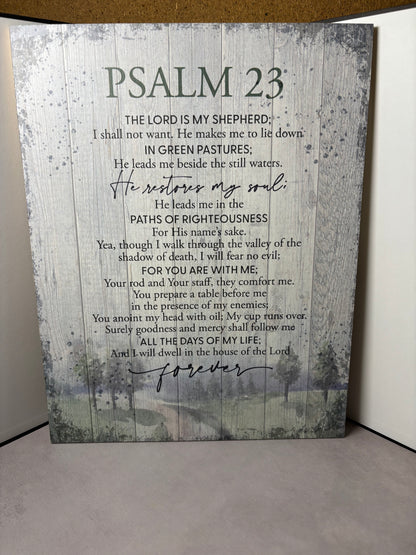 PSALM 23
THE LORD IS MY SHEPHERD;
I shall not want. He makes me to lie down
IN GREEN PASTURES;
He leads me beside the still waters.
He restores my soul;
He leads me in the
PATHS OF RIGHTEOUSNESS
For His name's sake.
Yea, though I walk through the valley of the
shadow of death, I will fear no evil;
FOR YOU ARE WITH ME;
Your rod and Your staff, they comfort me.
You prepare a table before me
in the presence of my enemies;
You anoint my head with oil; My cup runs over.
Surely goodness and mercy shall follow me
ALL THE DAYS OF MY LIFE;
And I will dwell in the house of the Lord
forever